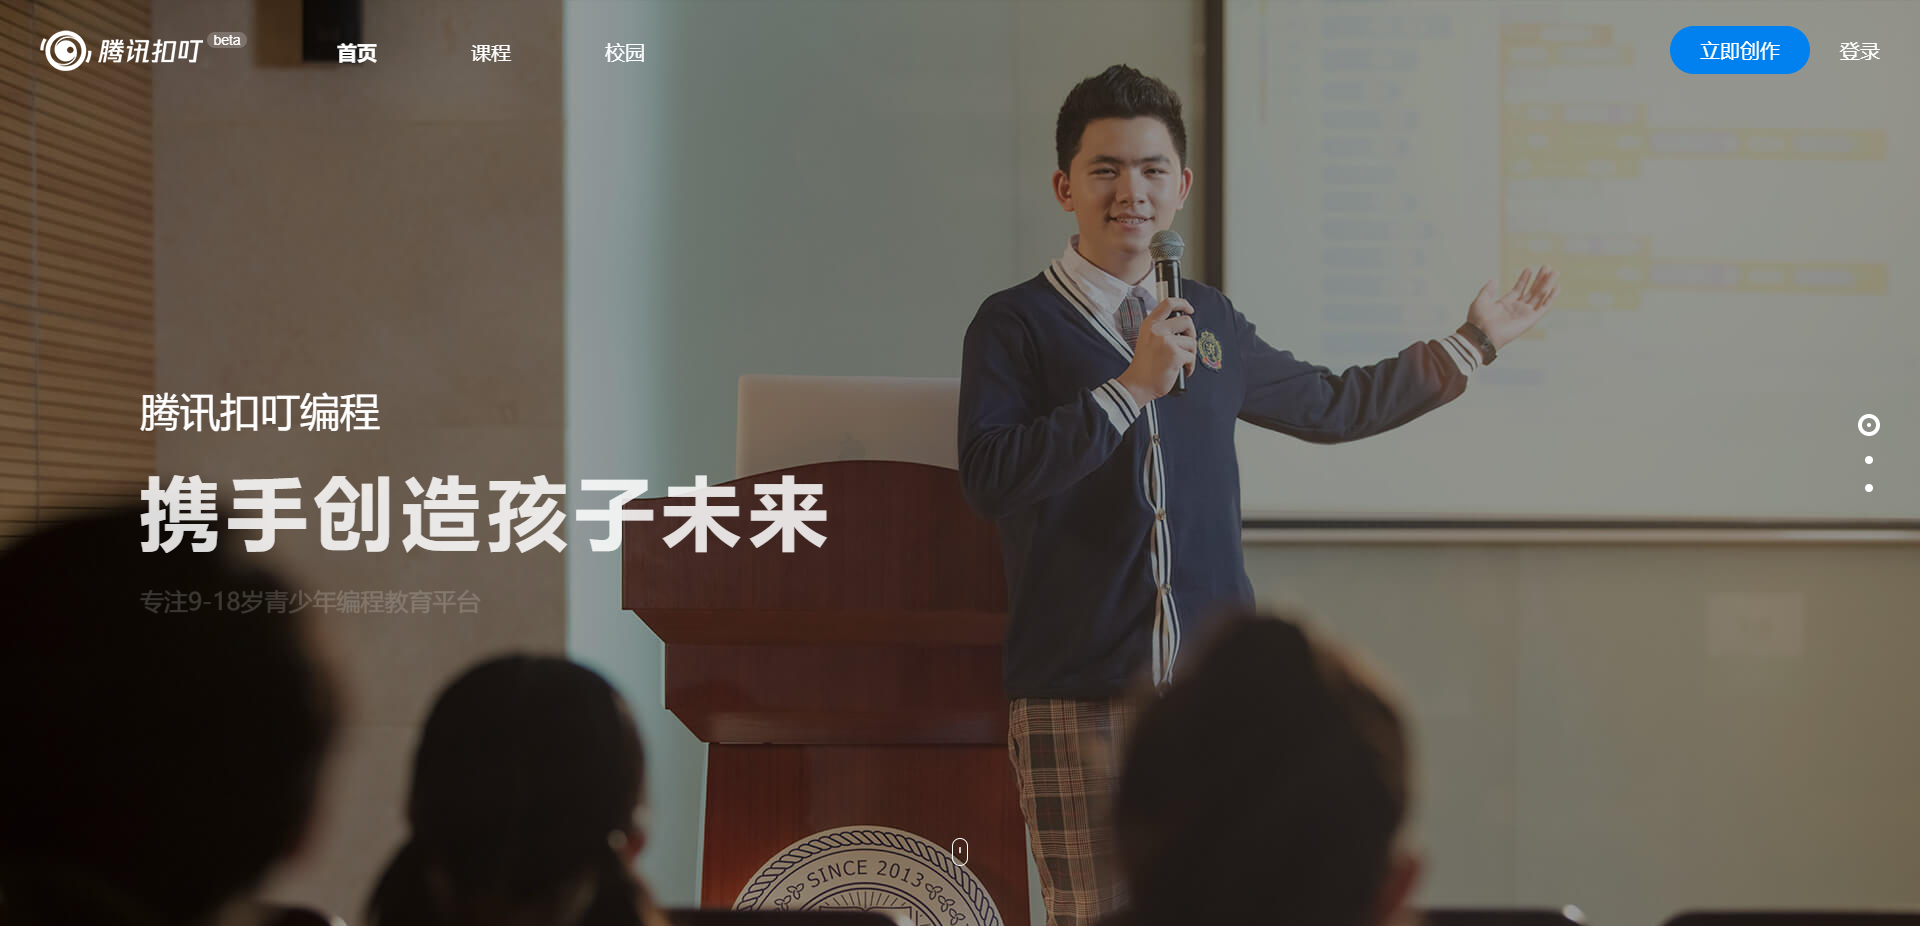 腾讯扣叮 beta
首页 课程 校园
立即创作 登录
腾讯扣叮编程
携手创造孩子未来
专注9-18岁青少年编程教育平台
SINCE 2013